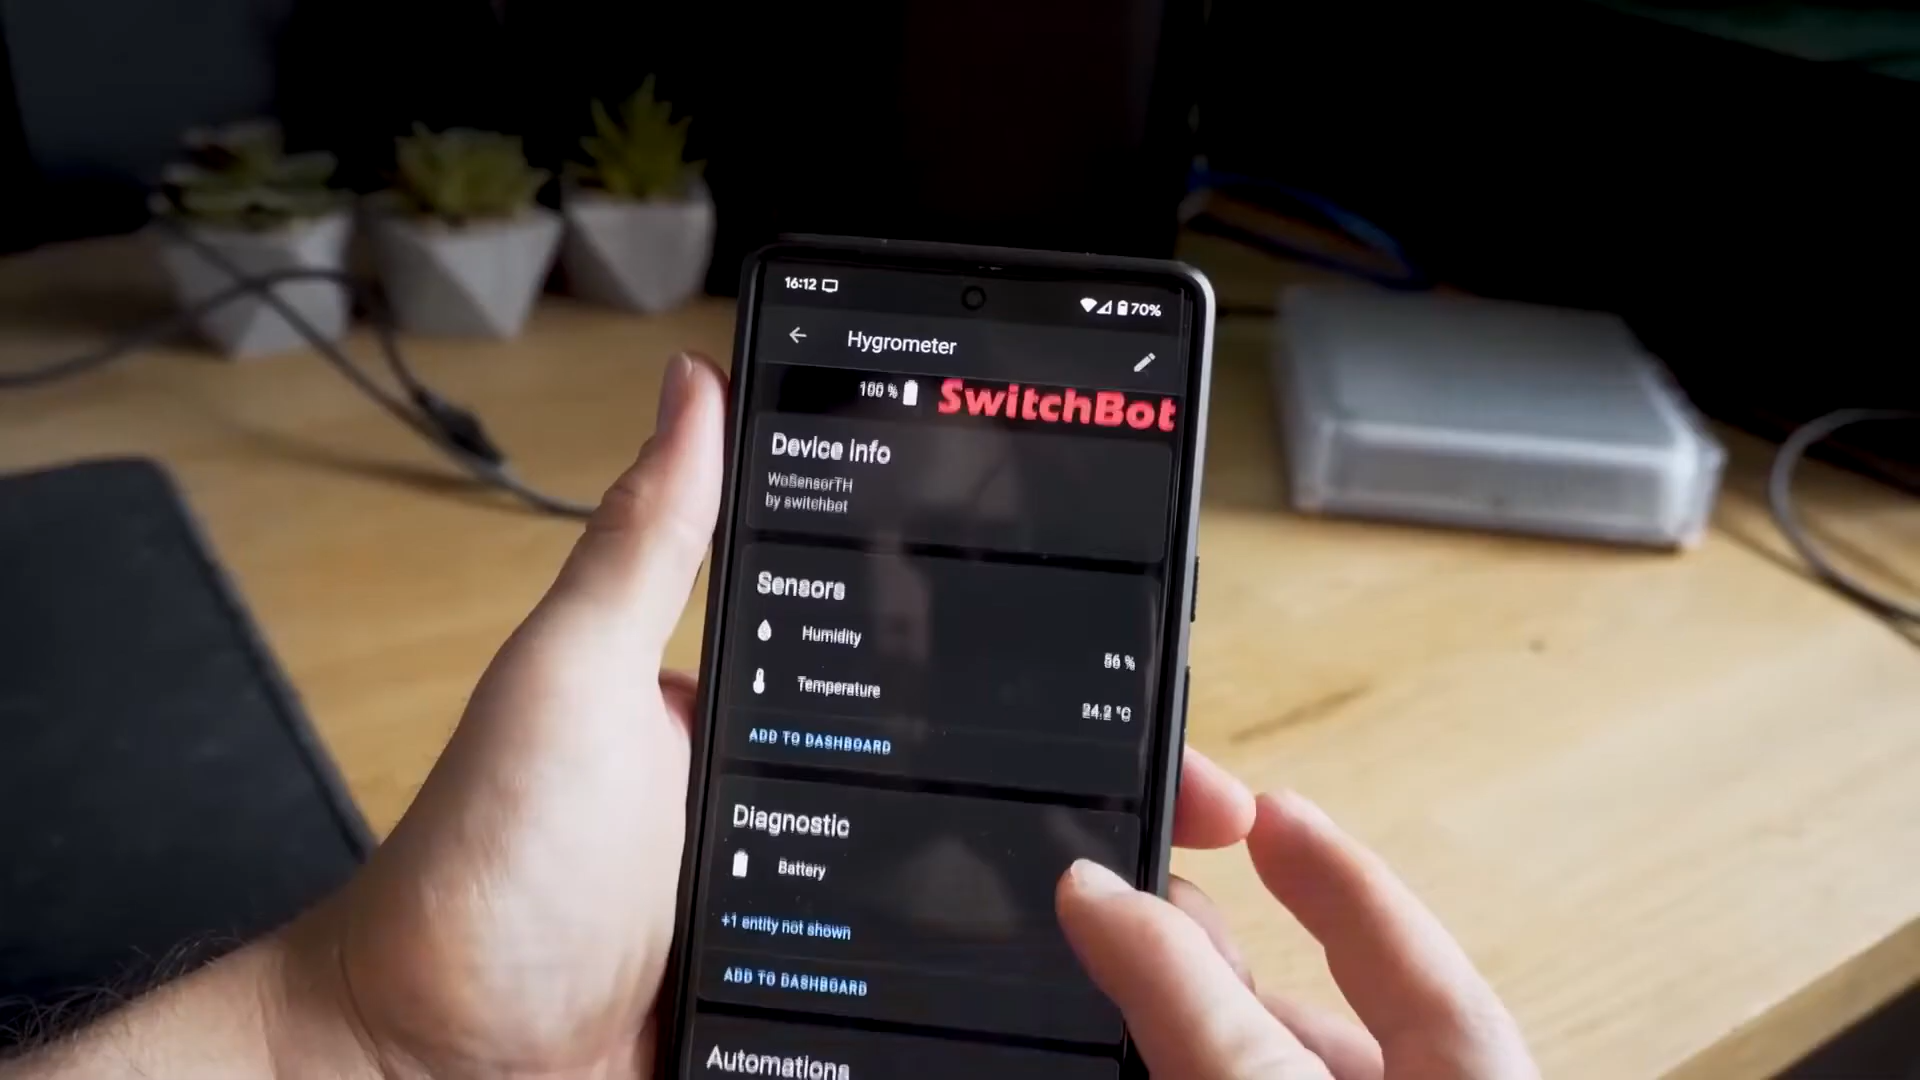 16:12
70%
Hygrometer
100 %
SwitchBot
Device info
WoSensorTH
by switchbot
Sensors
Humidity
56 %
Temperature
24.2 °C
ADD TO DASHBOARD
Diagnostic
Battery
+1 entity not shown
ADD TO DASHBOARD
Automations